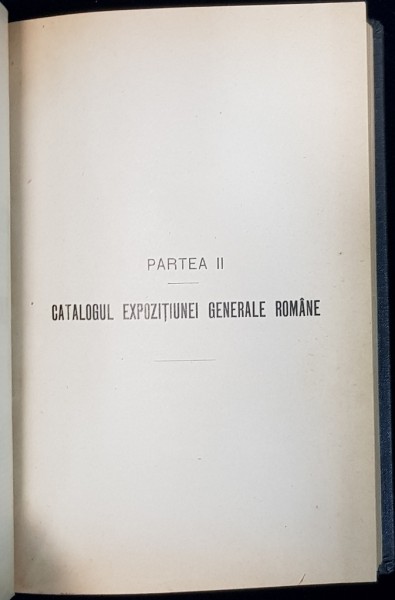 PARTEA II
CATALOGUL EXPOZIȚIUNEI GENERALE ROMÂNE